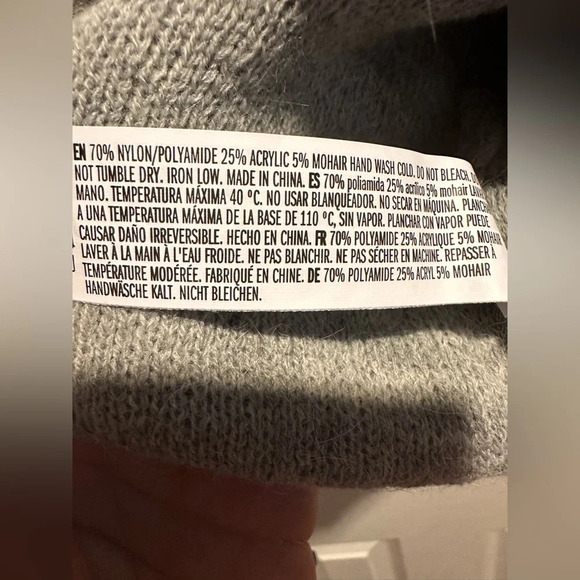 EN 70% NYLON/POLYAMIDE 25% ACRYLIC 5% MOHAIR HAND WASH COLD. DO NOT BLEACH,
NOT TUMBLE DRY. IRON LOW. MADE IN CHINA. ES 70% poliamida 25% acrílico 5% mohair
MANO. TEMPERATURA MÁXIMA 40 ºC. NO USAR BLANQUEADOR. NO SECAR EN MÁQUINA.
A UNA TEMPERATURA MÁXIMA DE LA BASE DE 110 ºC, SIN VAPOR. PLANCHAR CON VAPOR PUEDE
CAUSAR DAÑO IRREVERSIBLE. HECHO EN CHINA. FR 70% POLYAMIDE 25% ACRYLIQUE 5%
LAVER À LA MAIN À L'EAU FROIDE. NE PAS BLANCHIR. NE PAS SÉCHER EN MACHINE. REPASSER À
TEMPÉRATURE MODÉRÉE. FABRIQUÉ EN CHINE. DE 70% POLYAMIDE 25% ACRYL 5% MOHAIR
HANDWÄSCHE KALT. NICHT BLEICHEN.